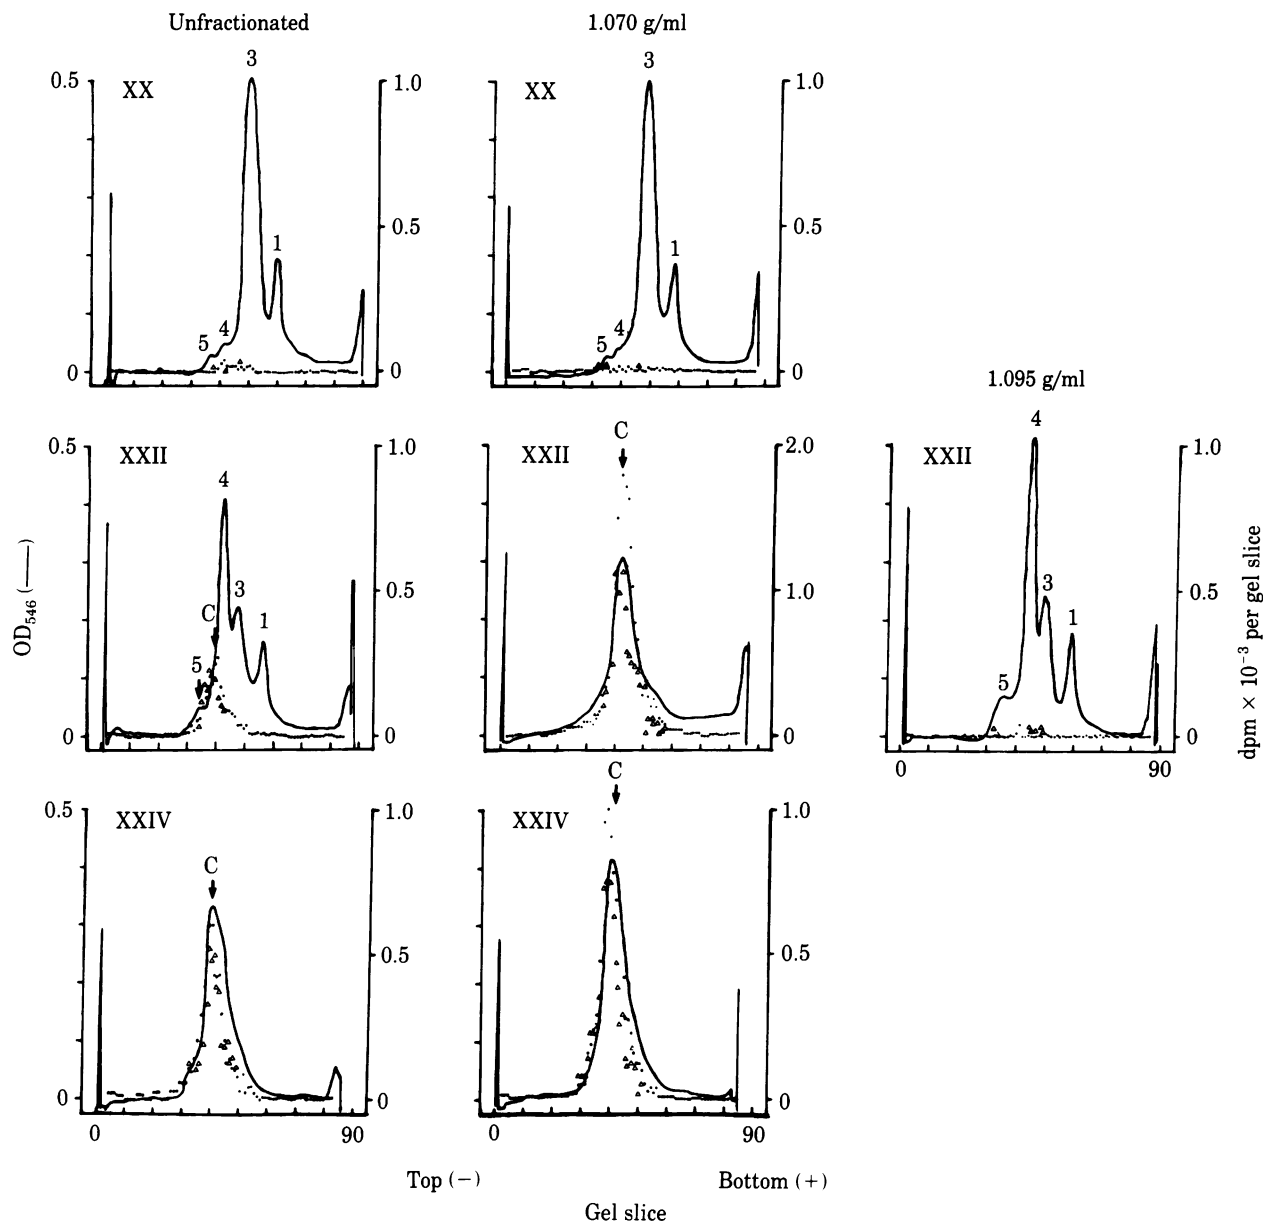 Unfractionated 1.070 g/ml
3 3
0.5 XX 1.0 XX 1.0
1 0.5 1 0.5
5 4 5 4
0 0 0
1.095 g/ml
C 4
0.5 XXII 1.0 XXII 2.0 XXII 1.0
4
3 0.5 1.0 3 0.5
C 1 1
5 5
0 0 0 0
0 90
OD546 (——)
dpm × 10−3 per gel slice
C
0.5 XXIV 1.0 XXIV 1.0
C
0.5 0.5
0 0 0
0 90 0 90
Top (−) Bottom (+)
Gel slice